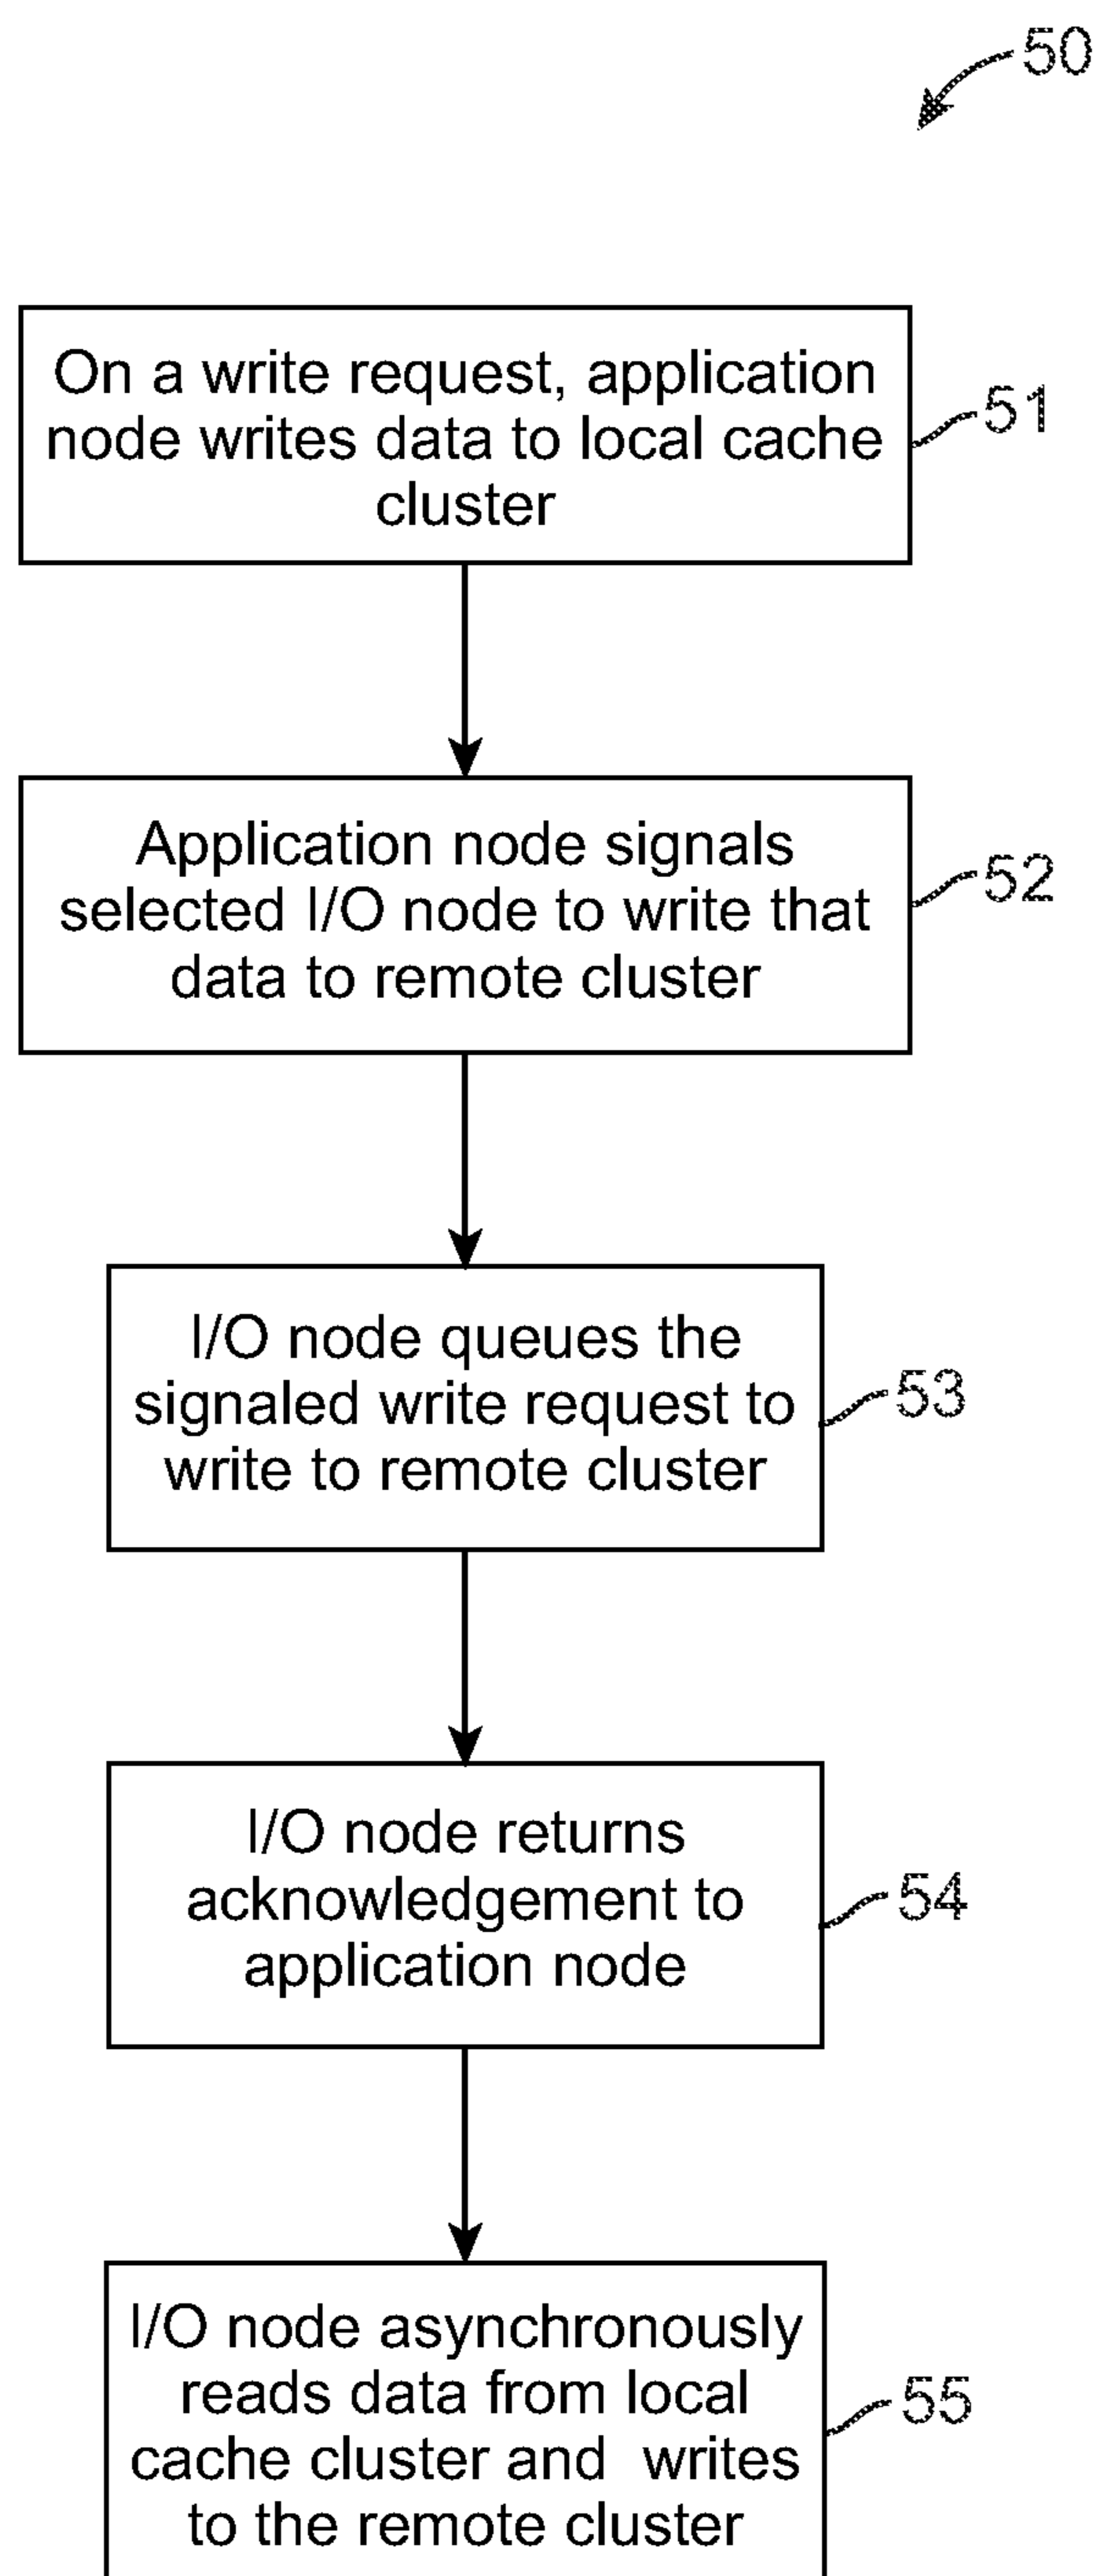 50
On a write request, application
node writes data to local cache
cluster
51
Application node signals
selected I/O node to write that
data to remote cluster
52
I/O node queues the
signaled write request to
write to remote cluster
53
I/O node returns
acknowledgement to
application node
54
I/O node asynchronously
reads data from local
cache cluster and writes
to the remote cluster
55